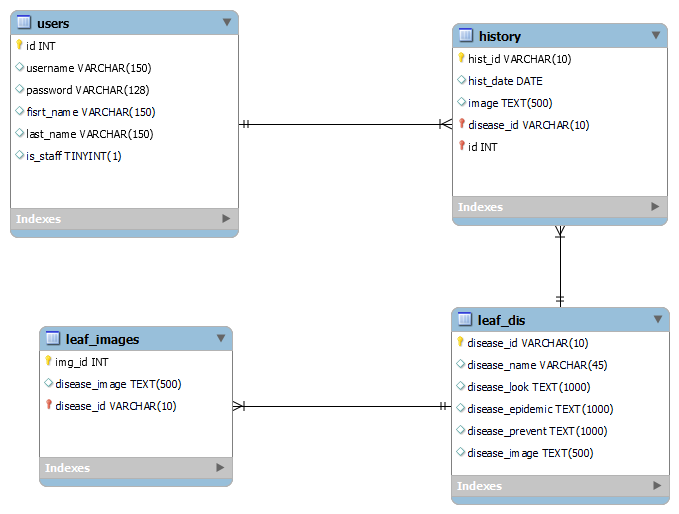 users
id INT
username VARCHAR(150)
password VARCHAR(128)
fisrt_name VARCHAR(150)
last_name VARCHAR(150)
is_staff TINYINT(1)
Indexes
history
hist_id VARCHAR(10)
hist_date DATE
image TEXT(500)
disease_id VARCHAR(10)
id INT
Indexes
leaf_images
img_id INT
disease_image TEXT(500)
disease_id VARCHAR(10)
Indexes
leaf_dis
disease_id VARCHAR(10)
disease_name VARCHAR(45)
disease_look TEXT(1000)
disease_epidemic TEXT(1000)
disease_prevent TEXT(1000)
disease_image TEXT(500)
Indexes